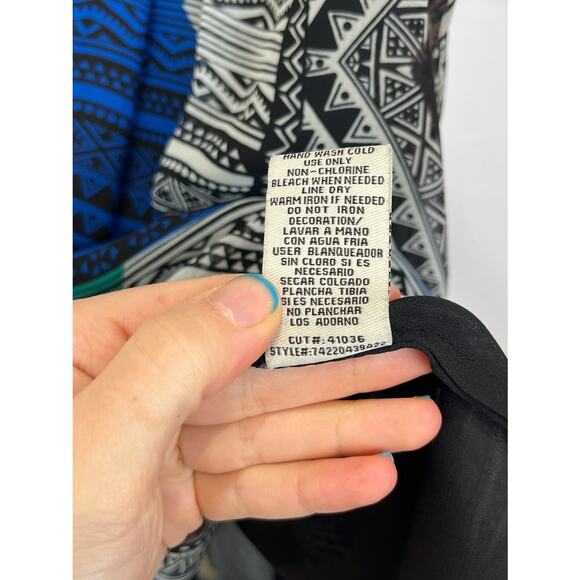 HAND WASH COLD
USE ONLY
NON-CHLORINE
BLEACH WHEN NEEDED
LINE DRY
WARM IRON IF NEEDED
DO NOT IRON
DECORATION/
LAVAR A MANO
CON AGUA FRIA
USER BLANQUEADOR
SIN CLORO SI ES
NECESARIO
SECAR COLGADO
PLANCHA TIBIA
SI ES NECESARIO
NO PLANCHAR
LOS ADORNO
CUT#: 41036
STYLE#:74220439422